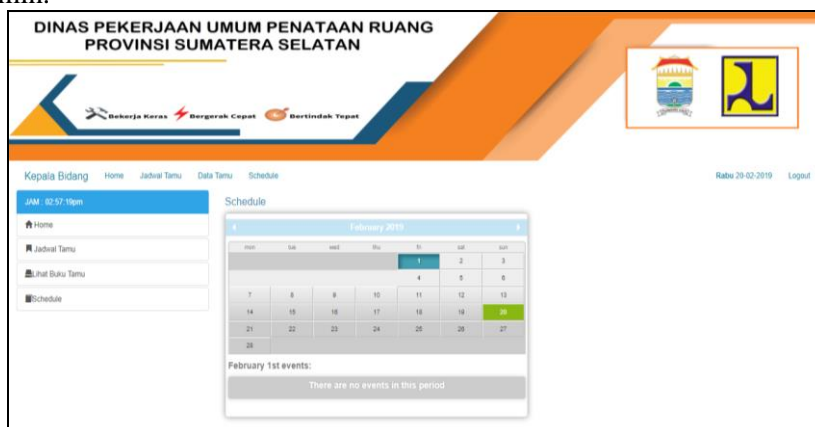 DINAS PEKERJAAN UMUM PENATAAN RUANG
PROVINSI SUMATERA SELATAN
Bekerja Keras Bergerak Cepat Bertindak Tepat
Kepala Bidang Home Jadwal Tamu Data Tamu Schedule Rabu 20-02-2019 Logout
JAM : 02:57:19pm
Home
Jadwal Tamu
Lihat Buku Tamu
Schedule
Schedule
February 2019
mon tue wed thu fri sat sun
1 2 3
4 5 6
7 8 9 10 11 12 13
14 15 16 17 18 19 20
21 22 23 24 25 26 27
28
February 1st events:
There are no events in this period